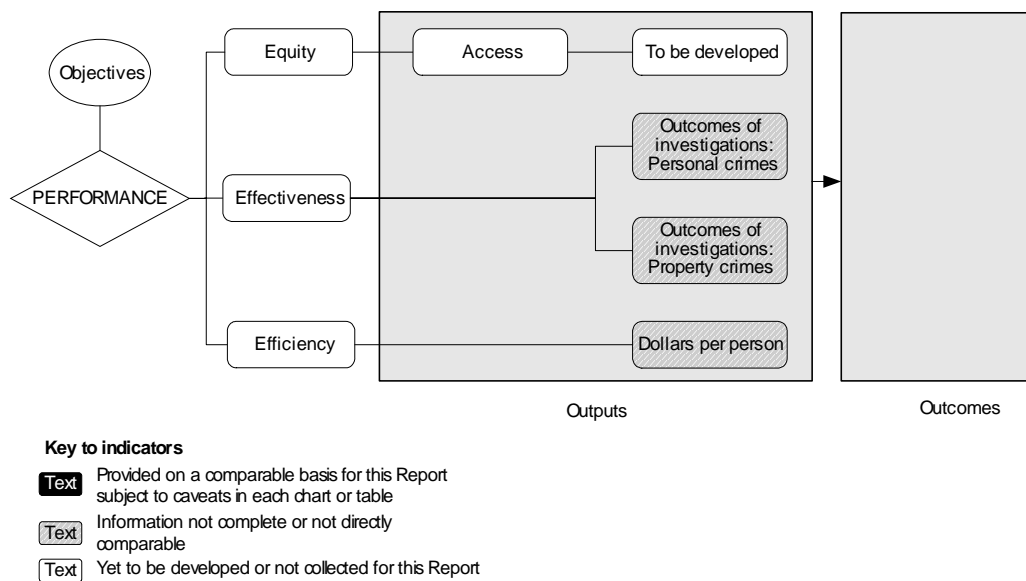 Objectives
PERFORMANCE
Equity
Access
To be developed
Outcomes of
investigations:
Personal crimes
Effectiveness
Outcomes of
investigations:
Property crimes
Efficiency
Dollars per person
Outputs
Outcomes
Key to indicators
Text Provided on a comparable basis for this Report
subject to caveats in each chart or table
Text Information not complete or not directly
comparable
Text Yet to be developed or not collected for this Report